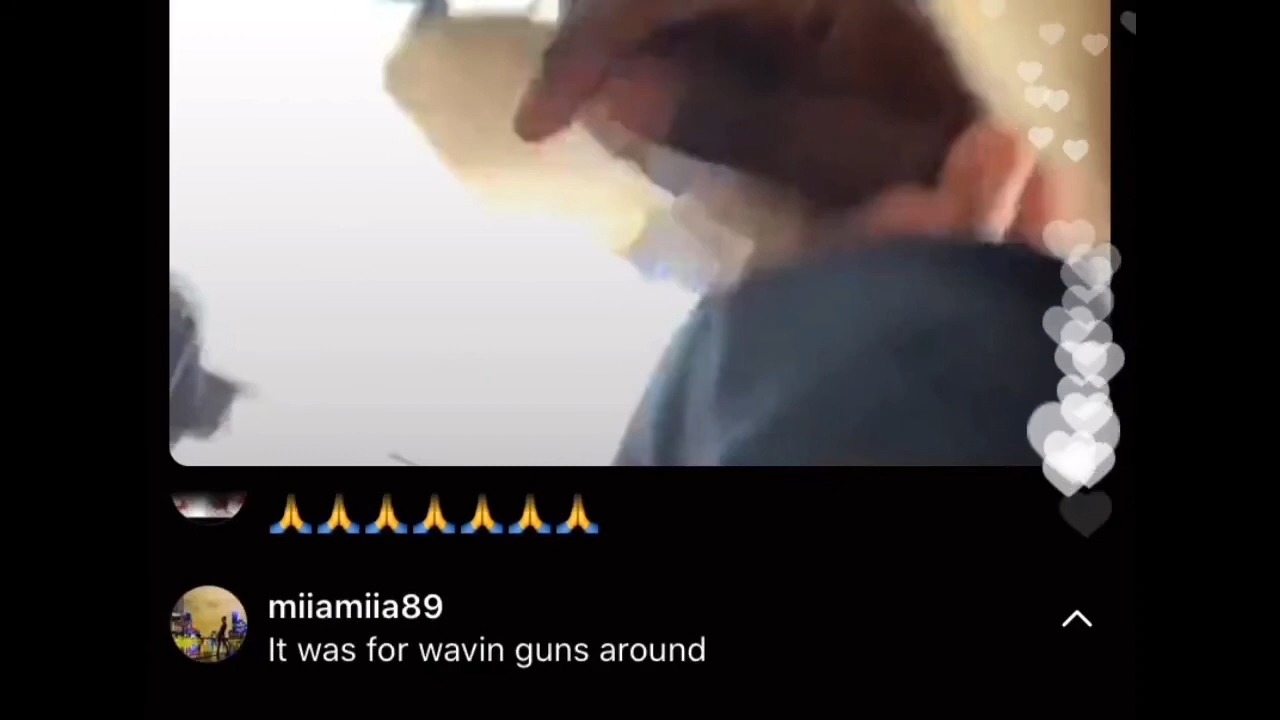 🙏🙏🙏🙏🙏🙏🙏
miiamiia89
It was for wavin guns around